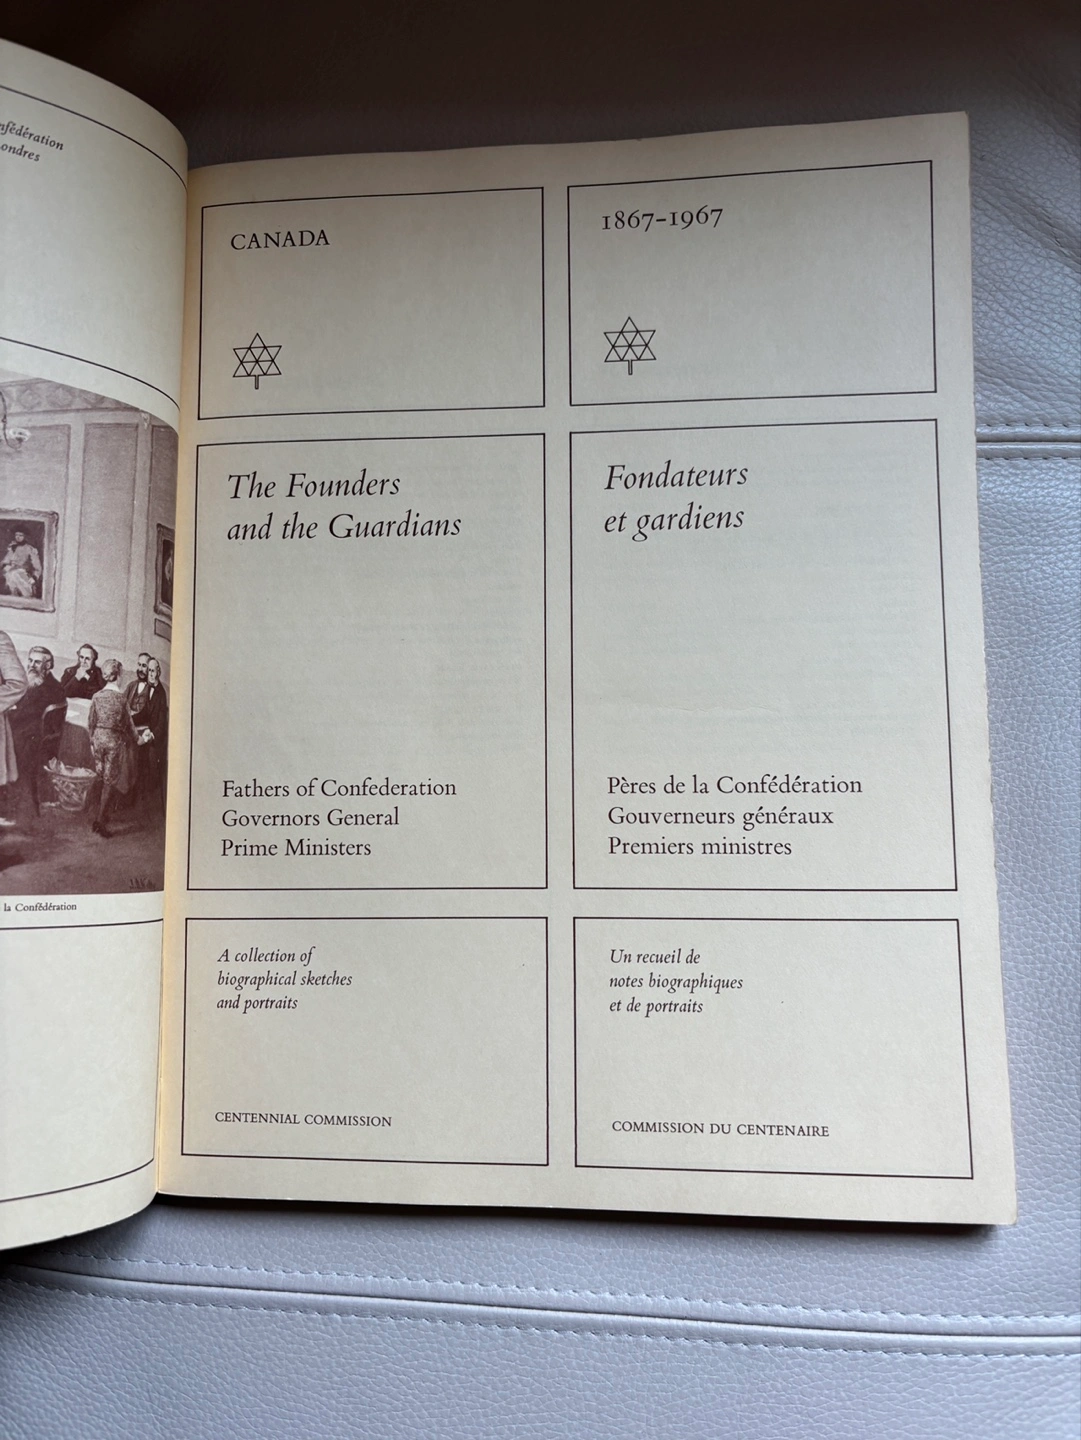 ondres
la Confédération
CANADA
1867-1967
The Founders
and the Guardians
Fondateurs
et gardiens
Fathers of Confederation
Governors General
Prime Ministers
Pères de la Confédération
Gouverneurs généraux
Premiers ministres
A collection of
biographical sketches
and portraits
Un recueil de
notes biographiques
et de portraits
CENTENNIAL COMMISSION
COMMISSION DU CENTENAIRE